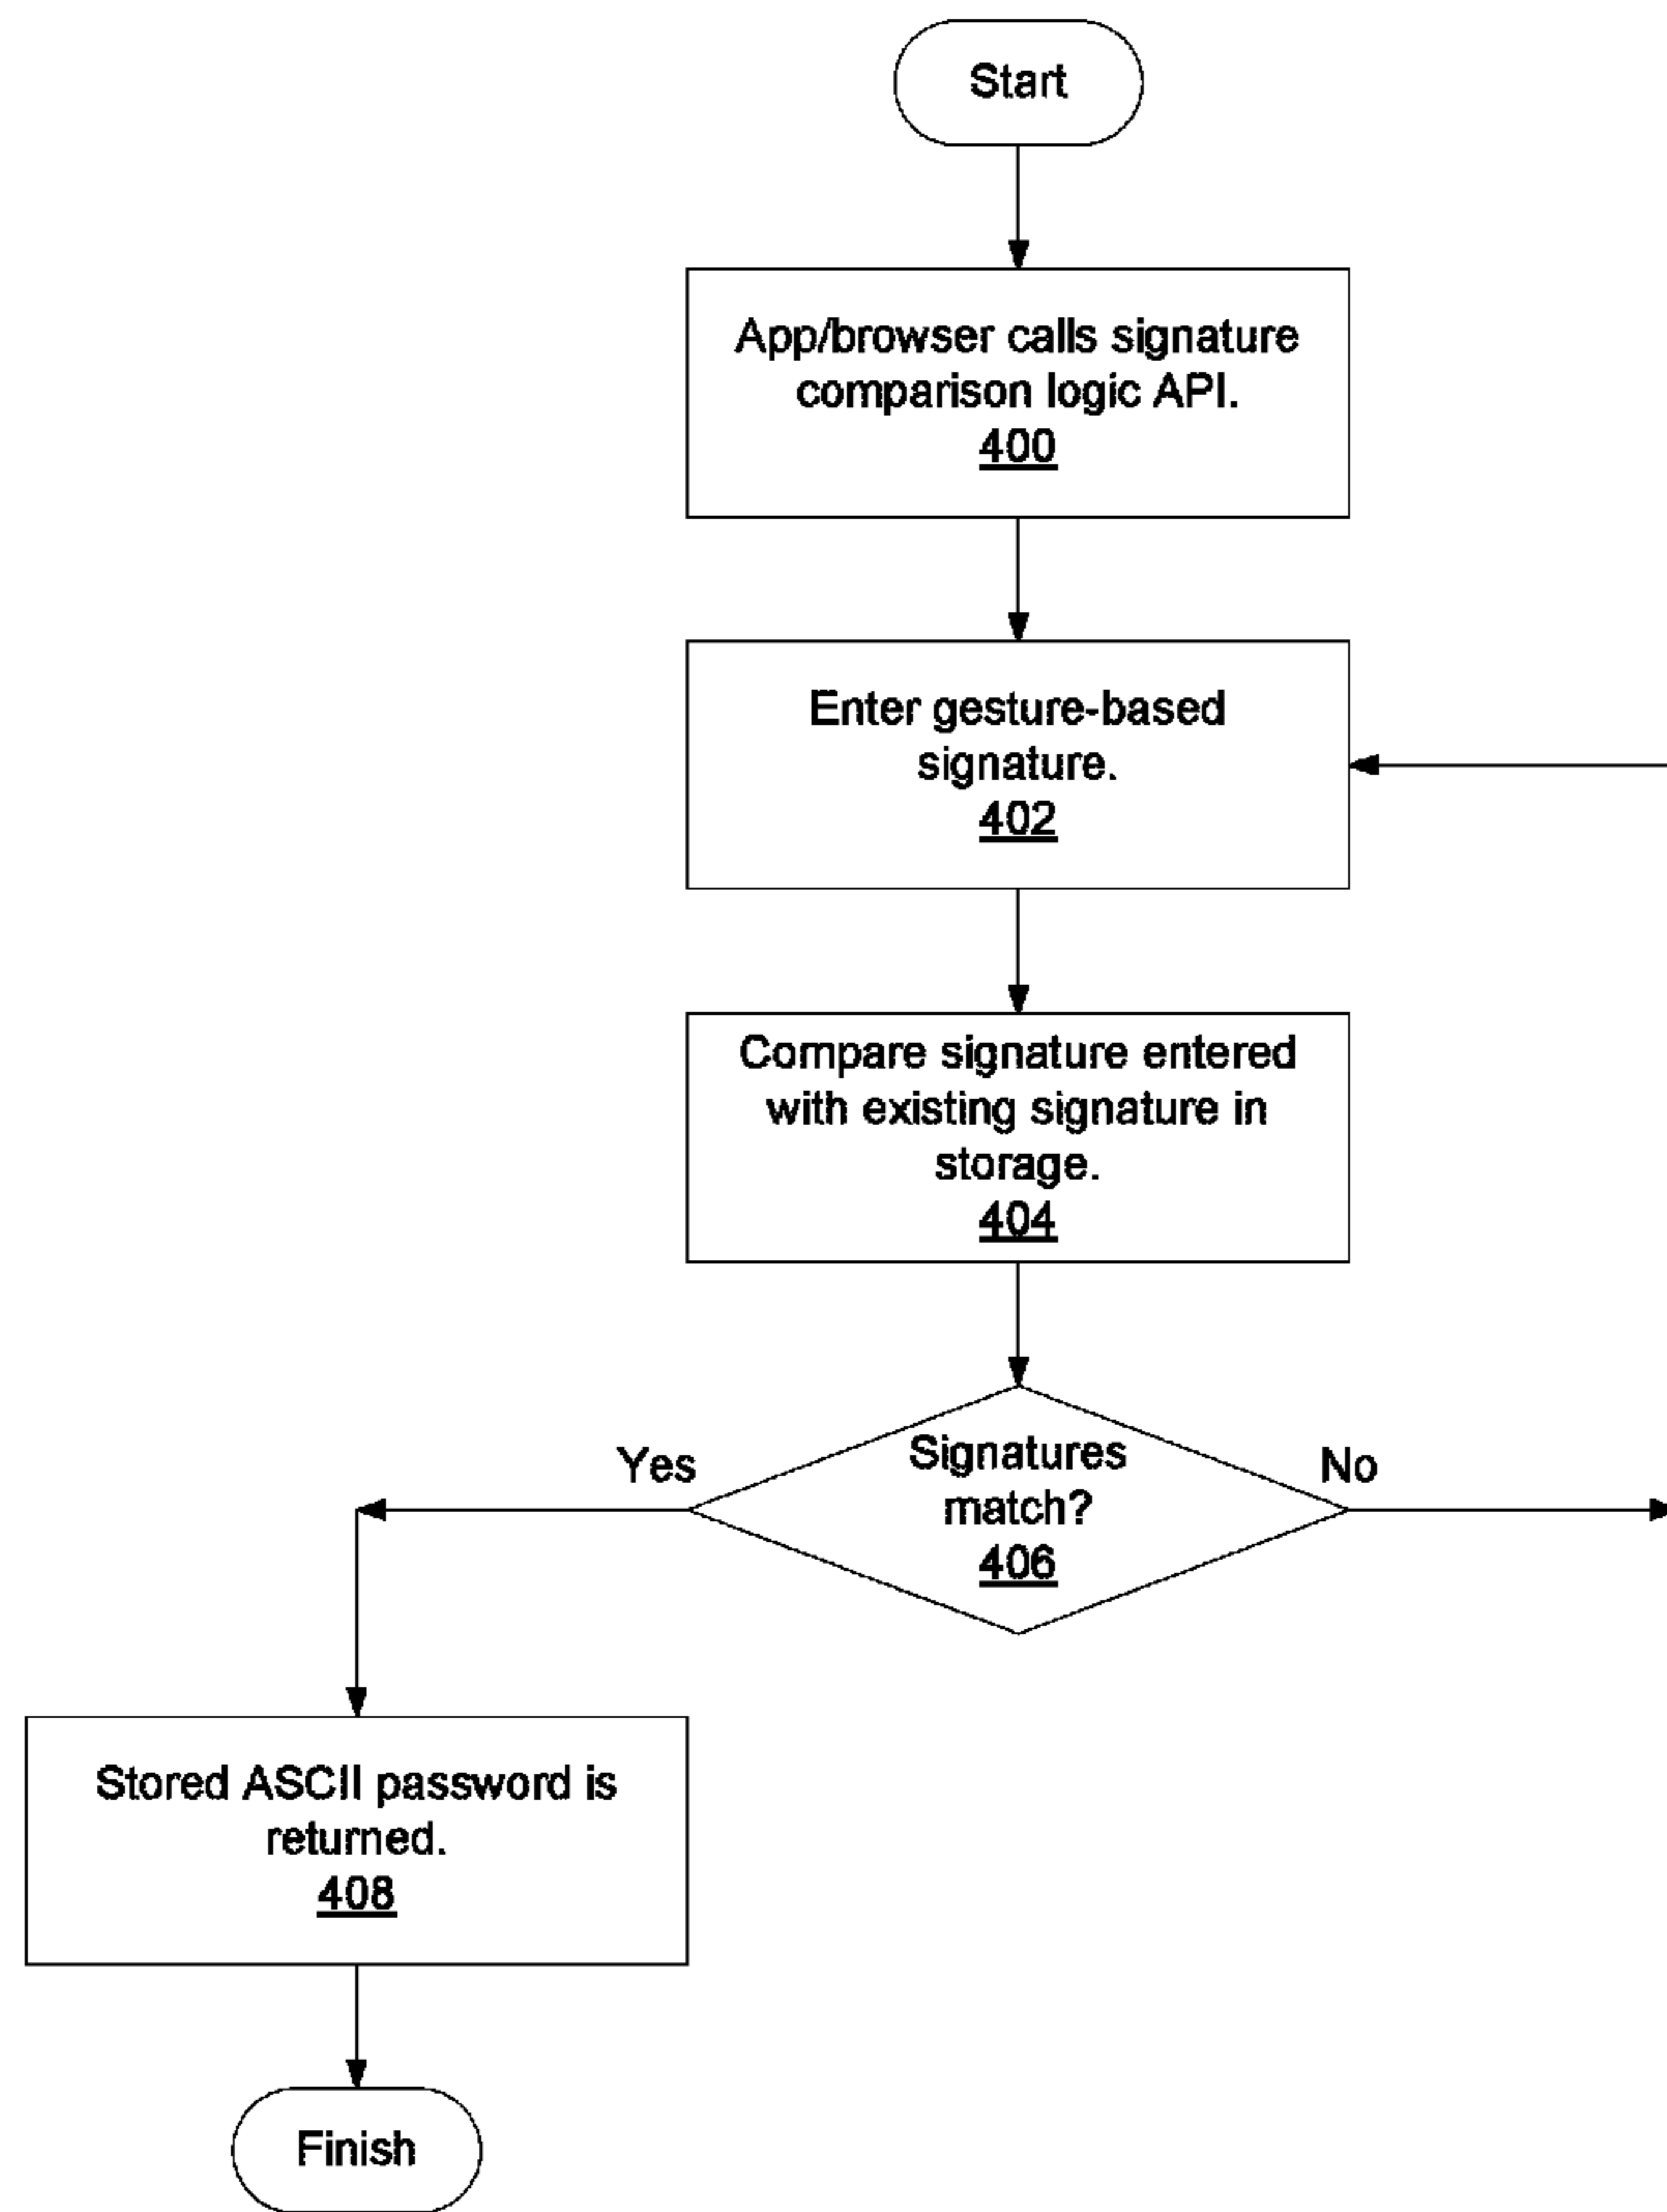 Start
App/browser calls signature
comparison logic API.
400
Enter gesture-based
signature.
402
Compare signature entered
with existing signature in
storage.
404
Yes
Signatures
match?
406
No
Stored ASCII password is
returned.
408
Finish